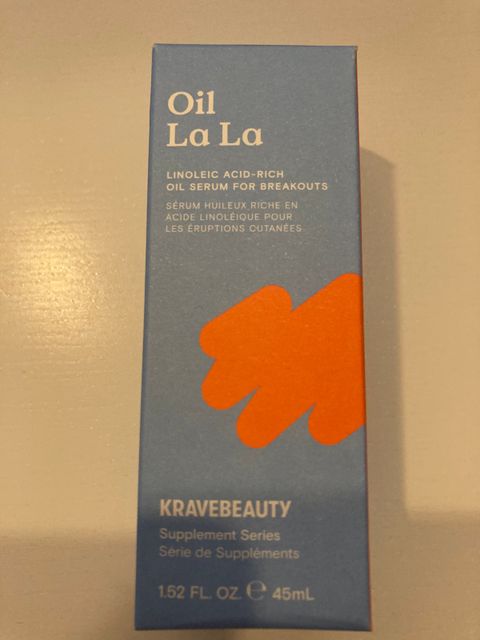 Oil
La La
LINOLEIC ACID-RICH
OIL SERUM FOR BREAKOUTS
SÉRUM HUILEUX RICHE EN
ACIDE LINOLÉIQUE POUR
LES ÉRUPTIONS CUTANÉES
KRAVEBEAUTY
Supplement Series
Série de Suppléments
1.52 FL. OZ. ℮ 45mL